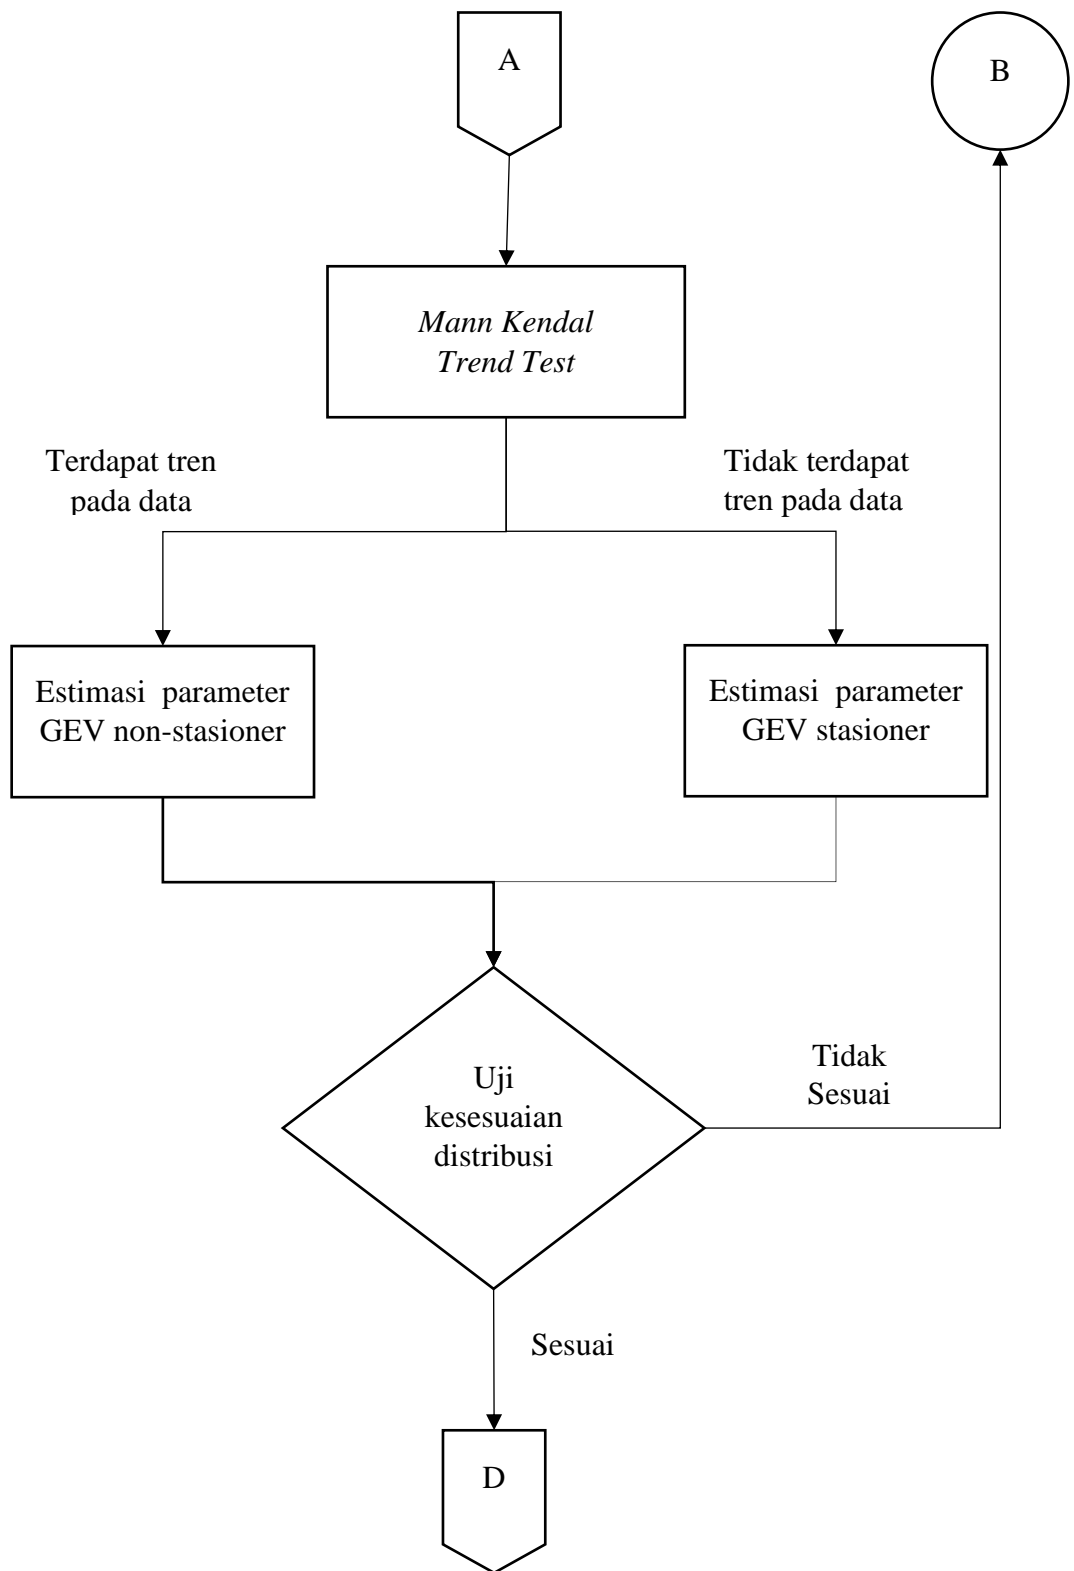 A
B
Mann Kendal
Trend Test
Terdapat tren
pada data
Tidak terdapat
tren pada data
Estimasi parameter
GEV non-stasioner
Estimasi parameter
GEV stasioner
Uji
kesesuaian
distribusi
Tidak
Sesuai
Sesuai
D